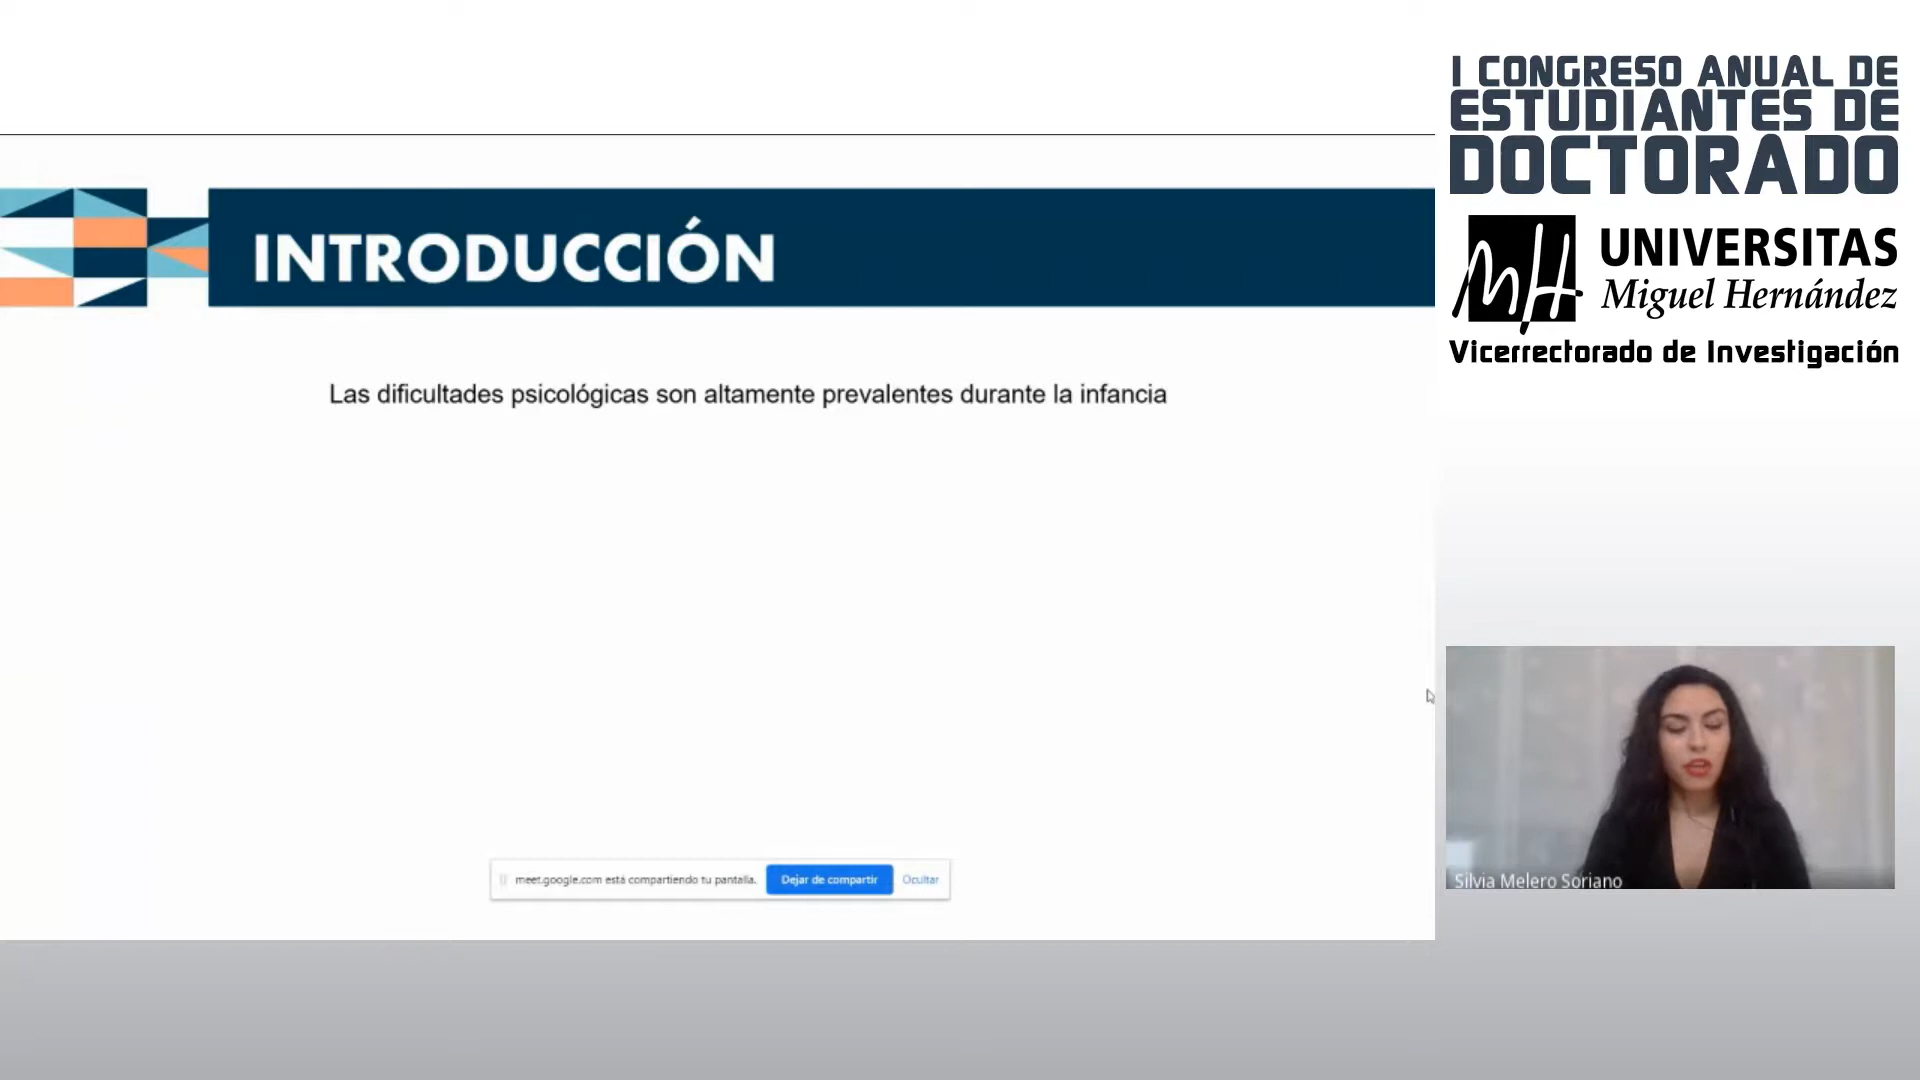 I CONGRESO ANUAL DE
ESTUDIANTES DE
DOCTORADO
UNIVERSITAS
Miguel Hernández
Vicerrectorado de Investigación
INTRODUCCIÓN
Las dificultades psicológicas son altamente prevalentes durante la infancia
meet.google.com está compartiendo tu pantalla. Dejar de compartir Ocultar
Silvia Melero Soriano